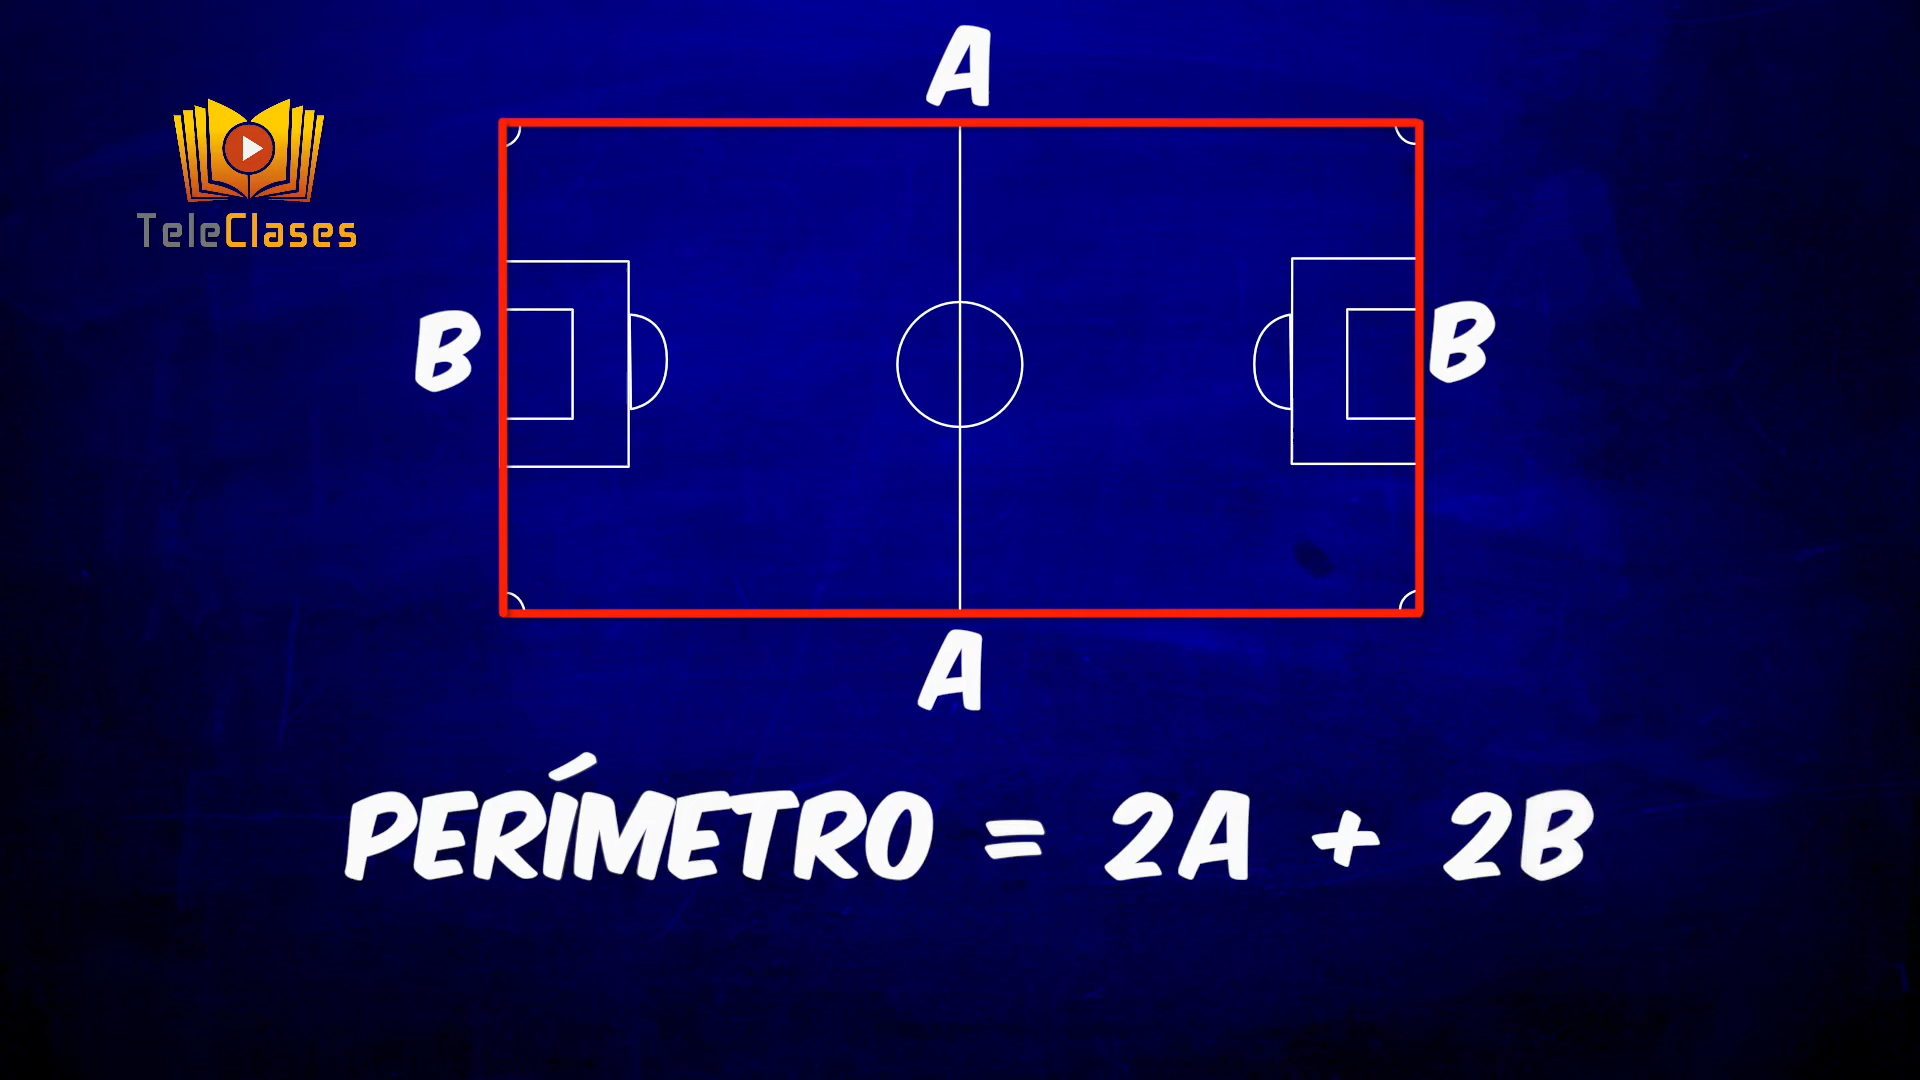 A
TeleClases
B
B
A
PERÍMETRO = 2A + 2B